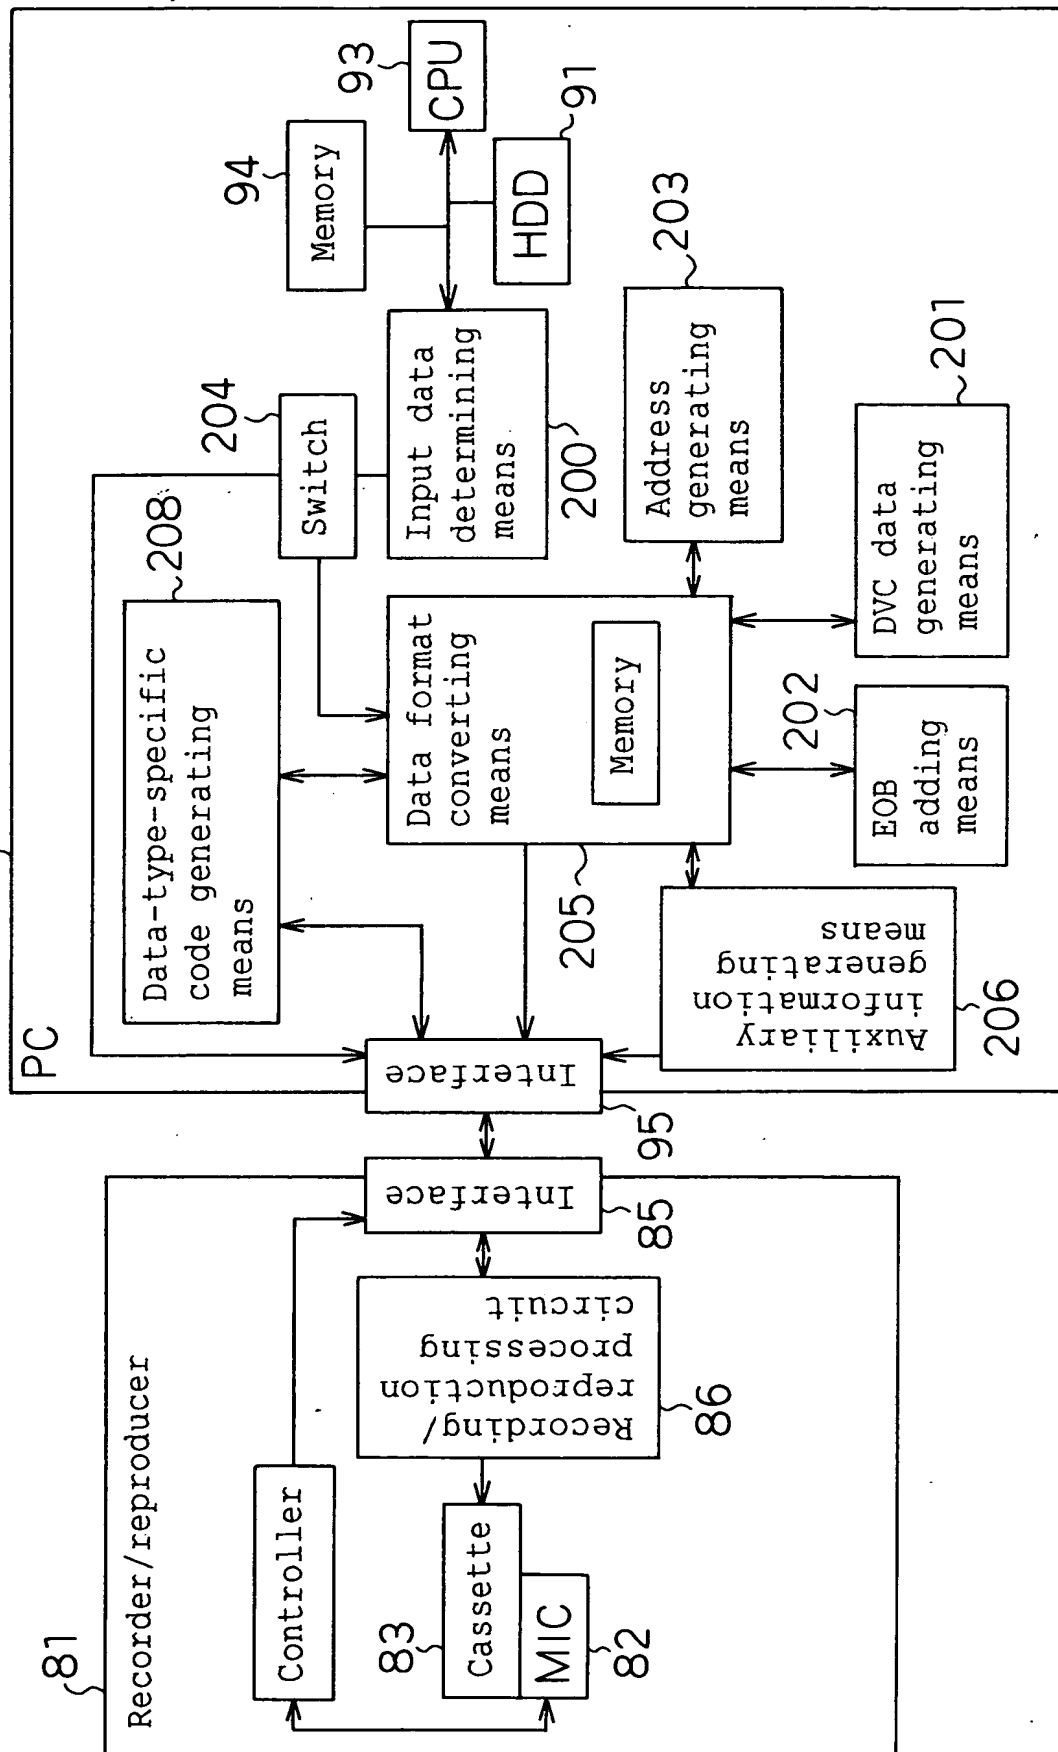 81
Recorder/reproducer
Controller
83
Cassette
MIC
82
Recording/
reproduction
processing
circuit
86
Interface
85
PC
Interface
95
Data-type-specific
code generating
means
208
Switch
204
Memory
94
CPU
93
HDD
91
Input data
determining
means
200
Data format
converting
means
Memory
205
Address
generating
means
203
Auxiliary
information
generating
means
206
EOB
adding
means
202
DVC data
generating
means
201